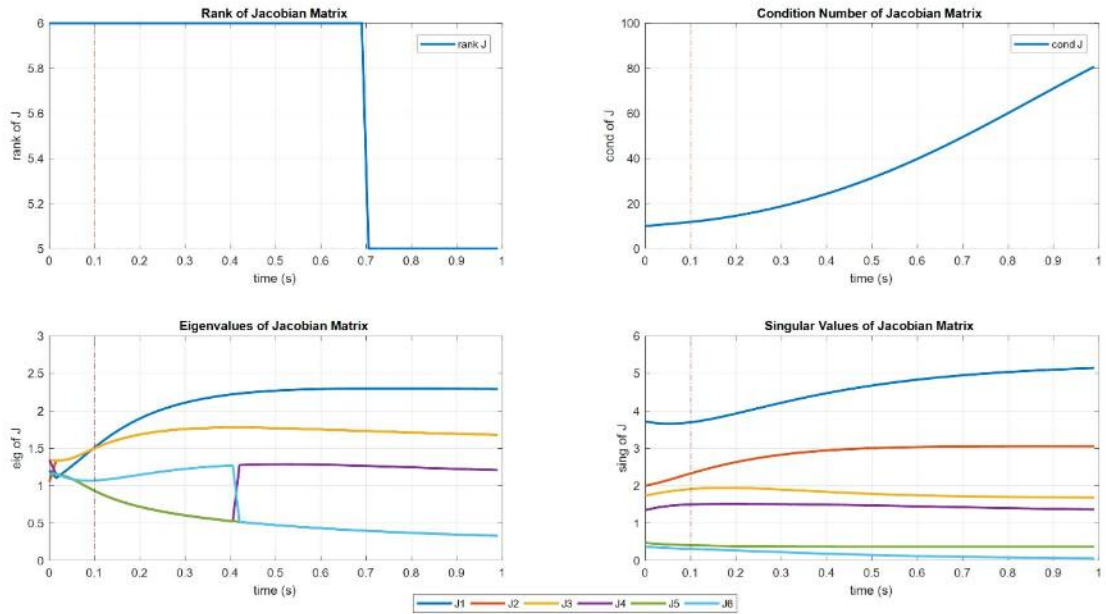 Rank of Jacobian Matrix
6
5.8
5.6
5.4
5.2
5
rank of J
rank J
0 0.1 0.2 0.3 0.4 0.5 0.6 0.7 0.8 0.9 1
time (s)
Condition Number of Jacobian Matrix
100
80
60
40
20
0
cond of J
cond J
0 0.1 0.2 0.3 0.4 0.5 0.6 0.7 0.8 0.9 1
time (s)
Eigenvalues of Jacobian Matrix
3
2.5
2
1.5
1
0.5
0
eig of J
0 0.1 0.2 0.3 0.4 0.5 0.6 0.7 0.8 0.9 1
time (s)
Singular Values of Jacobian Matrix
6
5
4
3
2
1
0
sing of J
0 0.1 0.2 0.3 0.4 0.5 0.6 0.7 0.8 0.9 1
time (s)
J1 J2 J3 J4 J5 J6